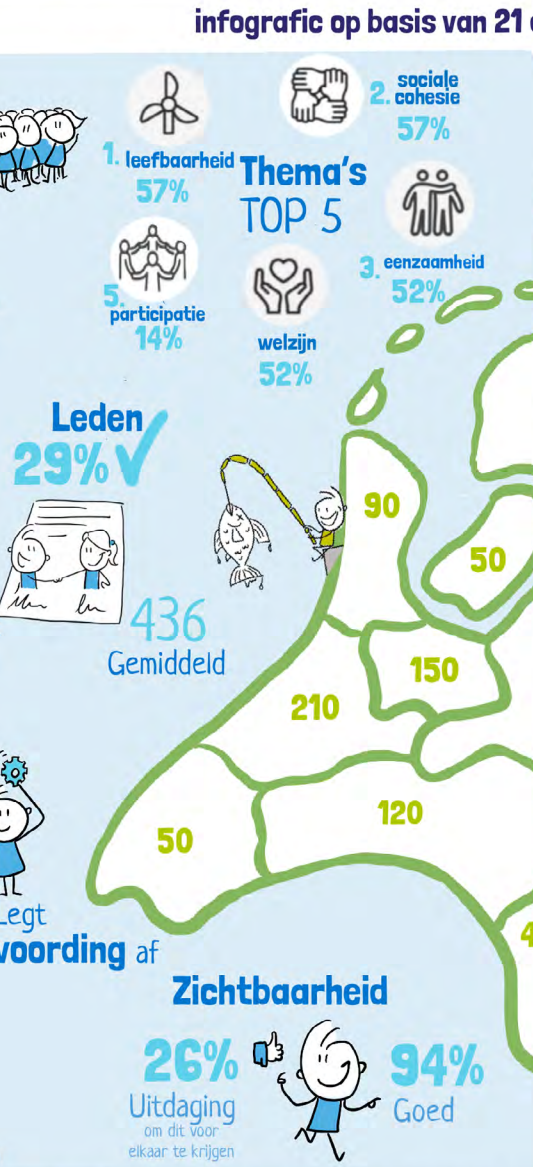 infografic op basis van 21
1. leefbaarheid
57%
2. sociale
cohesie
57%
Thema's
TOP 5
3. eenzaamheid
52%
5.
participatie
14%
welzijn
52%
Leden
29%
436
Gemiddeld
90
50
150
210
120
50
4
Legt
voording af
Zichtbaarheid
26%
Uitdaging
om dit voor
elkaar te krijgen
94%
Goed